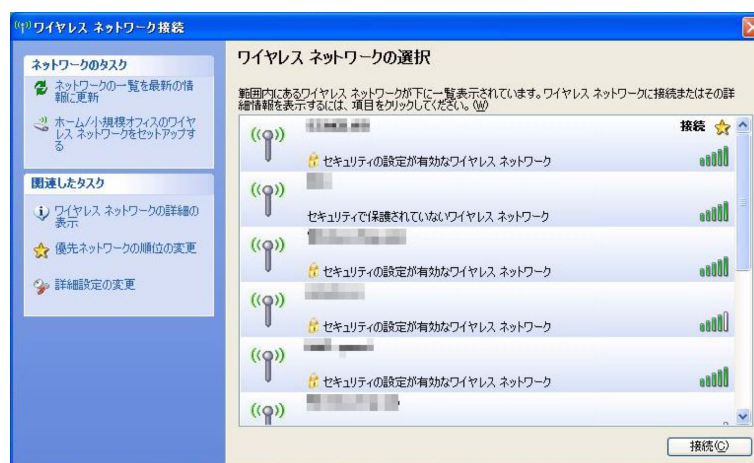 ワイヤレス ネットワーク接続
ネットワークのタスク
ネットワークの一覧を最新の情
報に更新
ホーム/小規模オフィスのワイヤ
レス ネットワークをセットアップす
る
関連したタスク
ワイヤレス ネットワークの詳細の
表示
優先ネットワークの順位の変更
詳細設定の変更
ワイヤレス ネットワークの選択
範囲内にあるワイヤレス ネットワークが下に一覧表示されています。ワイヤレス ネットワークに接続またはその詳
細情報を表示するには、項目をクリックしてください。(W)
接続
セキュリティの設定が有効なワイヤレス ネットワーク
セキュリティで保護されていないワイヤレス ネットワーク
セキュリティの設定が有効なワイヤレス ネットワーク
セキュリティの設定が有効なワイヤレス ネットワーク
セキュリティの設定が有効なワイヤレス ネットワーク
接続(C)